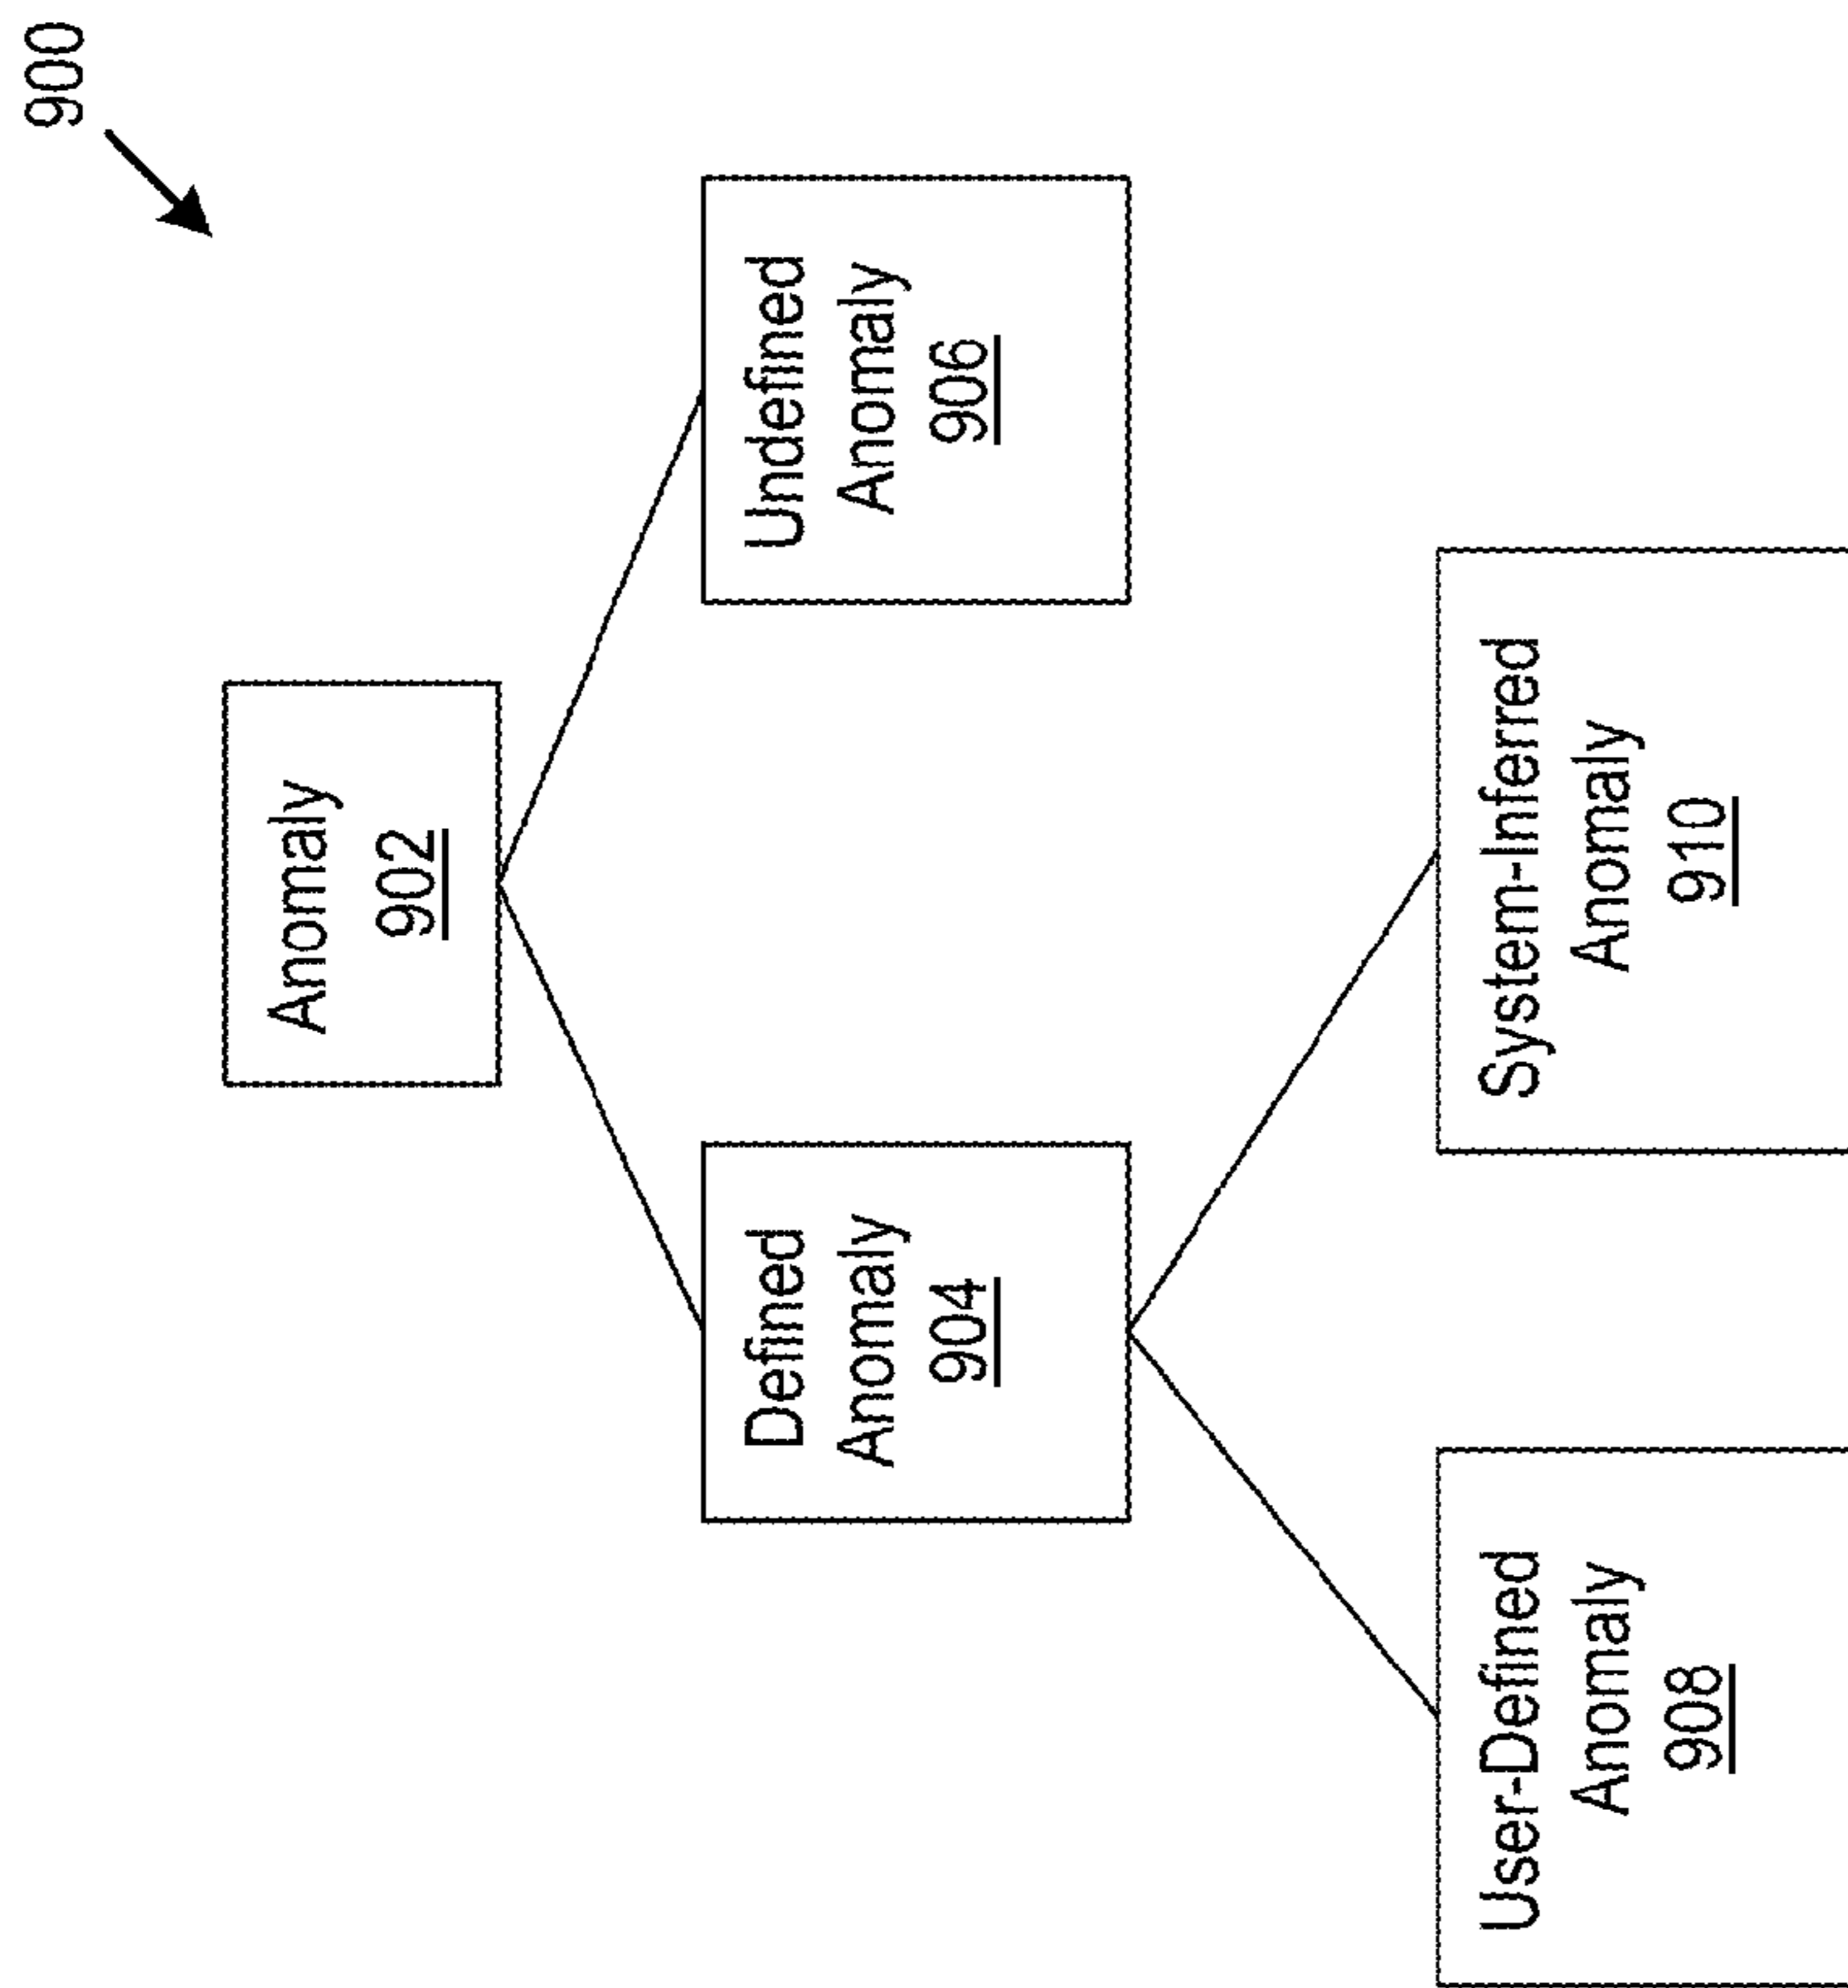 900
Anomaly
902
Defined
Anomaly
904
Undefined
Anomaly
906
User-Defined
Anomaly
908
System-Inferred
Anomaly
910